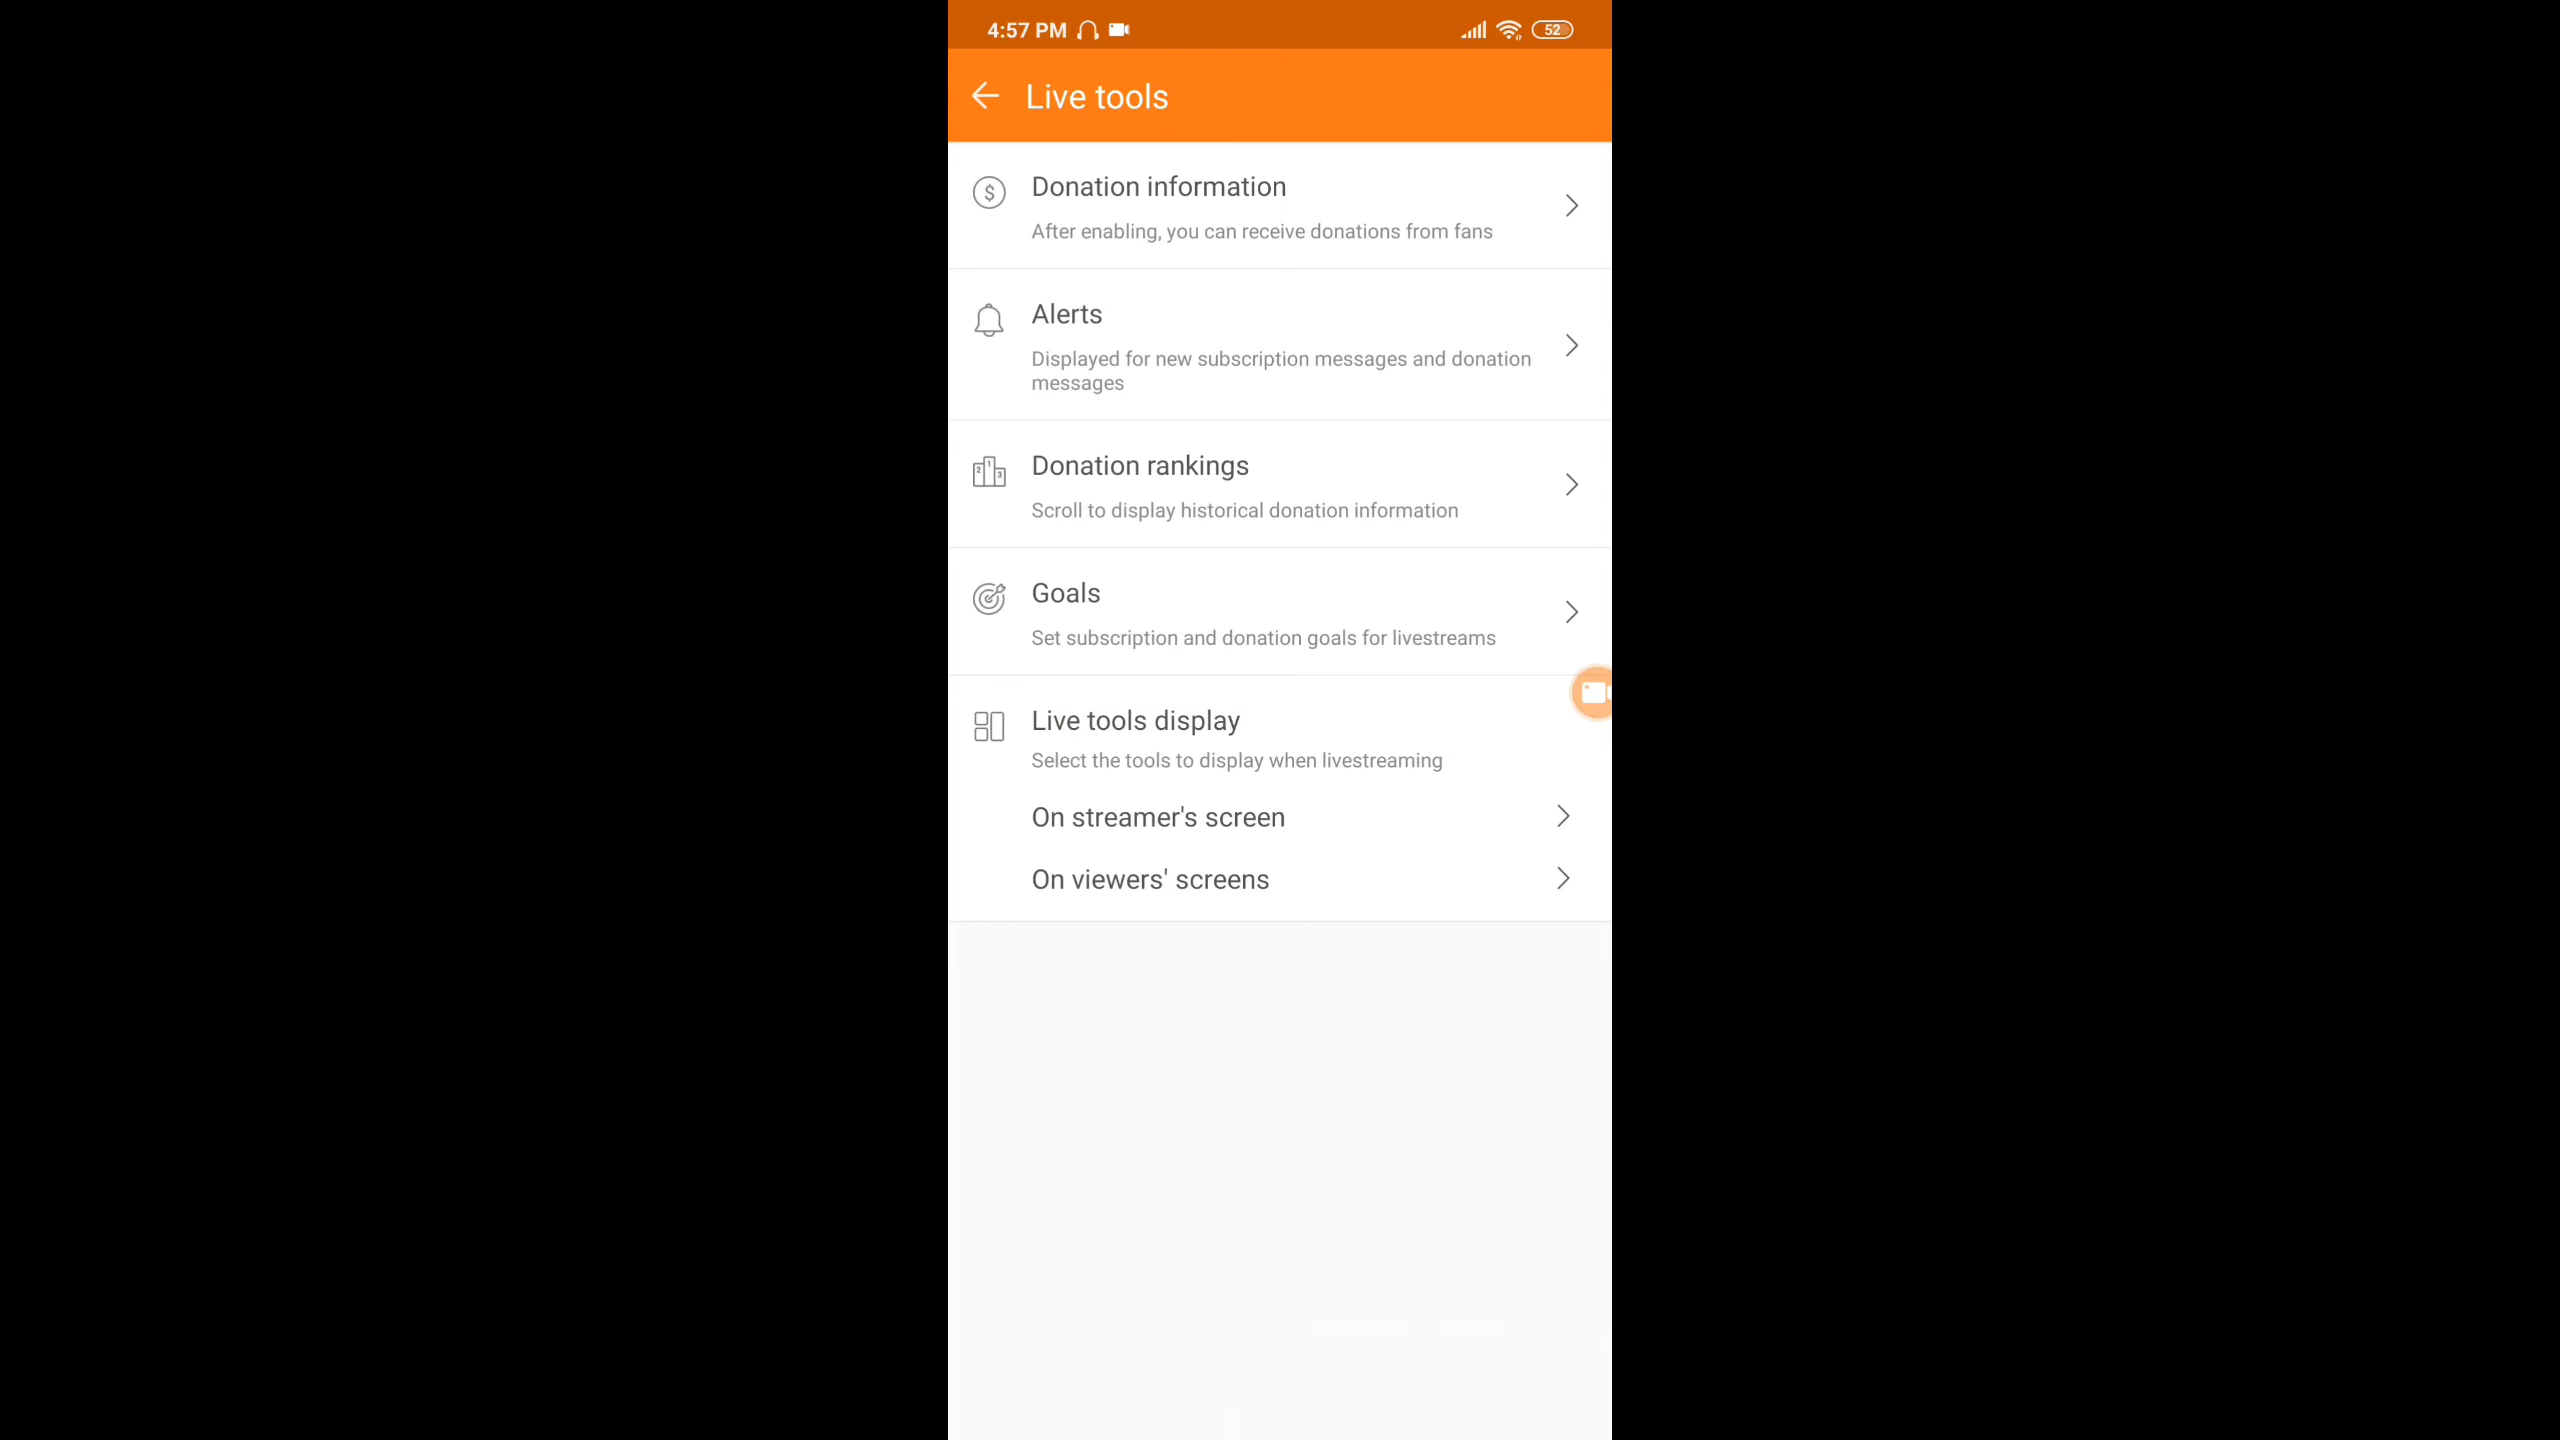 4:57 PM
52
Live tools
Donation information
After enabling, you can receive donations from fans
Alerts
Displayed for new subscription messages and donation
messages
Donation rankings
Scroll to display historical donation information
Goals
Set subscription and donation goals for livestreams
Live tools display
Select the tools to display when livestreaming
On streamer's screen
On viewers' screens